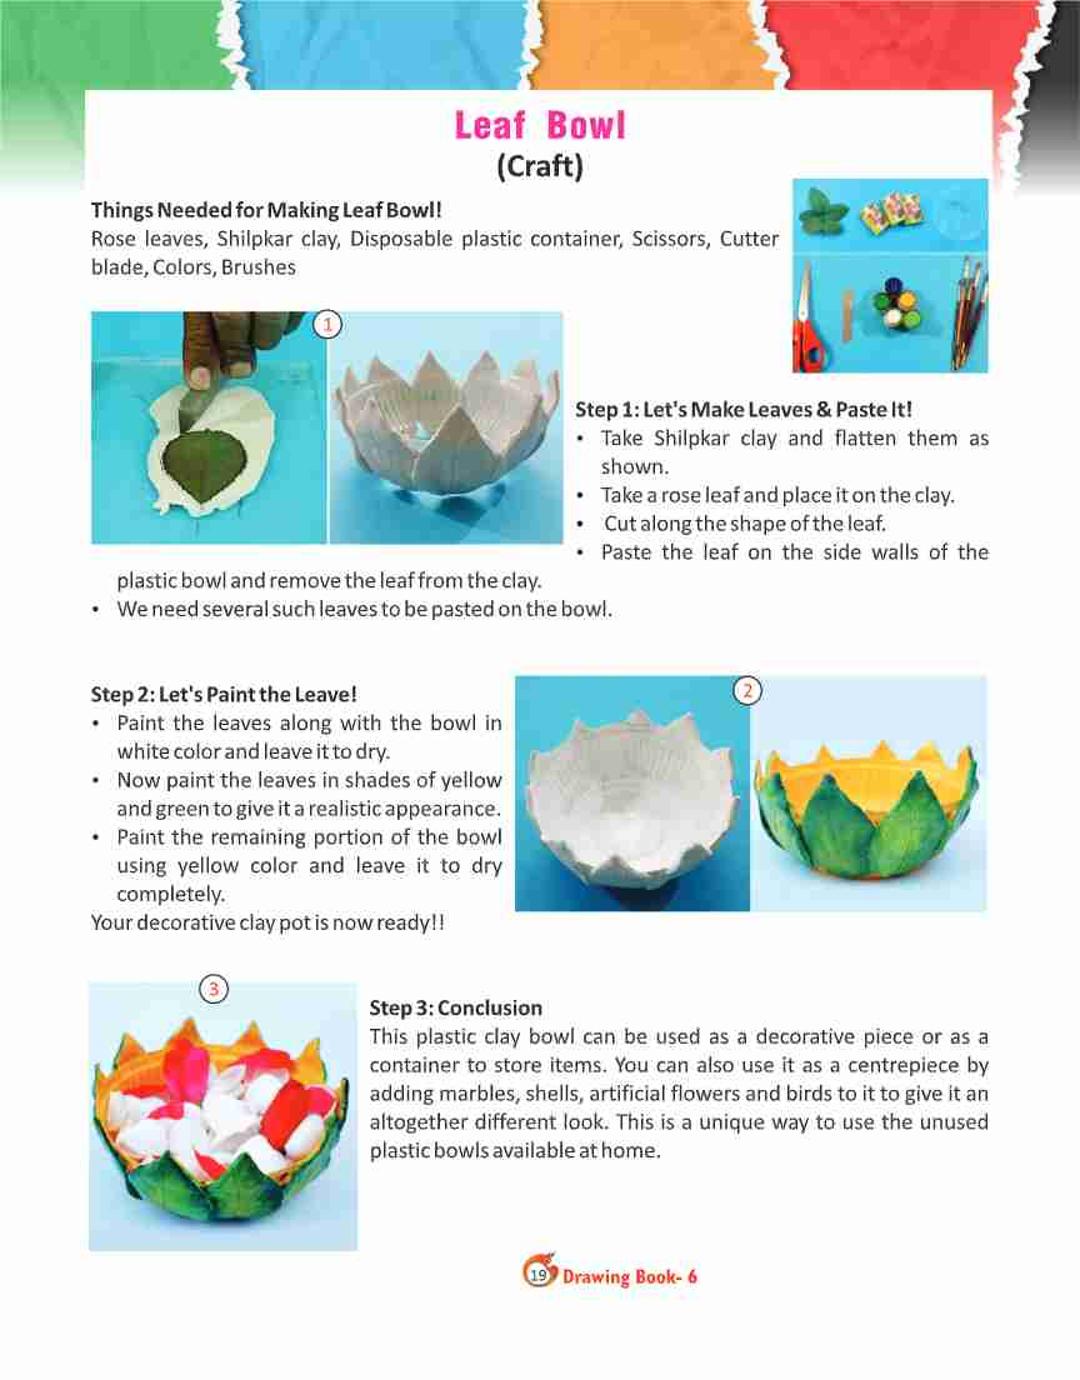 Leaf Bowl
(Craft)
Things Needed for Making Leaf Bowl!
Rose leaves, Shilpkar clay, Disposable plastic container, Scissors, Cutter
blade, Colors, Brushes
1
Step 1: Let's Make Leaves & Paste It!
• Take Shilpkar clay and flatten them as
shown.
• Take a rose leaf and place it on the clay.
• Cut along the shape of the leaf.
• Paste the leaf on the side walls of the
plastic bowl and remove the leaf from the clay.
• We need several such leaves to be pasted on the bowl.
Step 2: Let's Paint the Leave!
• Paint the leaves along with the bowl in
white color and leave it to dry.
• Now paint the leaves in shades of yellow
and green to give it a realistic appearance.
• Paint the remaining portion of the bowl
using yellow color and leave it to dry
completely.
Your decorative clay pot is now ready!!
2
3
Step 3: Conclusion
This plastic clay bowl can be used as a decorative piece or as a
container to store items. You can also use it as a centrepiece by
adding marbles, shells, artificial flowers and birds to it to give it an
altogether different look. This is a unique way to use the unused
plastic bowls available at home.
19 Drawing Book- 6